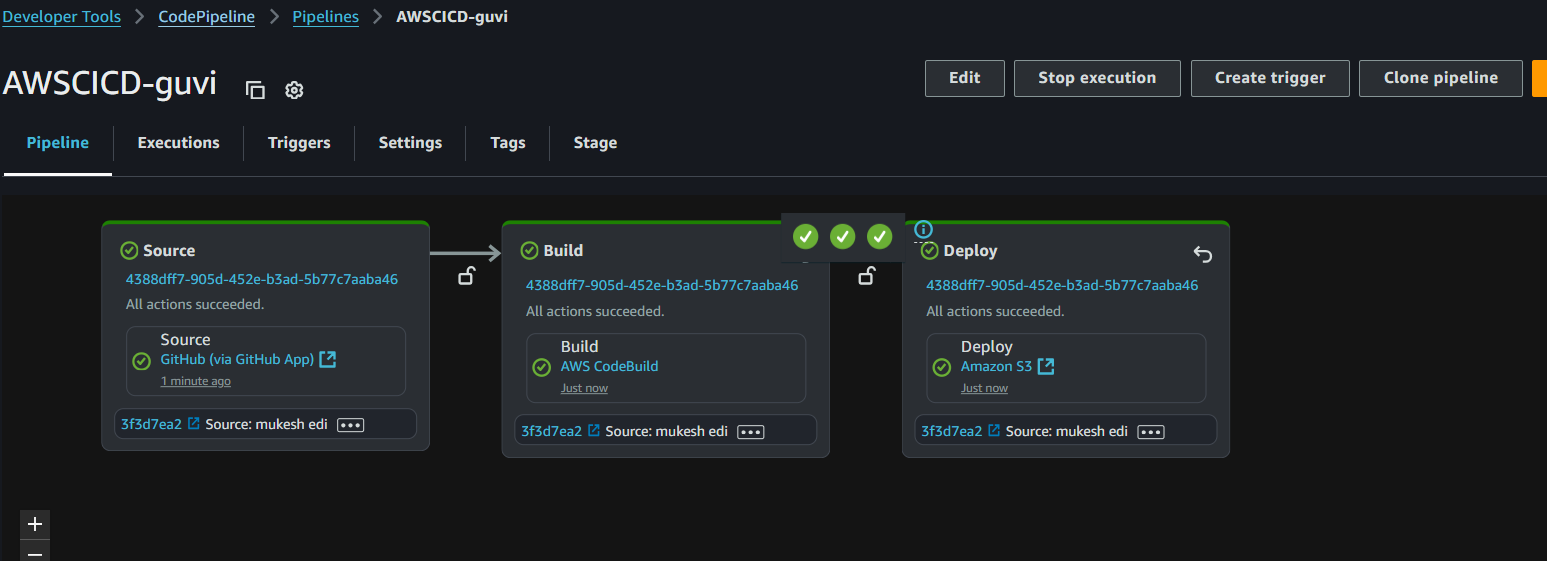 Developer Tools > CodePipeline > Pipelines > AWSCICD-guvi
AWSCICD-guvi
Edit
Stop execution
Create trigger
Clone pipeline
Pipeline
Executions
Triggers
Settings
Tags
Stage
Source
4388dff7-905d-452e-b3ad-5b77c7aaba46
All actions succeeded.
Source
GitHub (via GitHub App)
1 minute ago
3f3d7ea2 Source: mukesh edi
Build
4388dff7-905d-452e-b3ad-5b77c7aaba46
All actions succeeded.
Build
AWS CodeBuild
Just now
3f3d7ea2 Source: mukesh edi
Deploy
4388dff7-905d-452e-b3ad-5b77c7aaba46
All actions succeeded.
Deploy
Amazon S3
Just now
3f3d7ea2 Source: mukesh edi